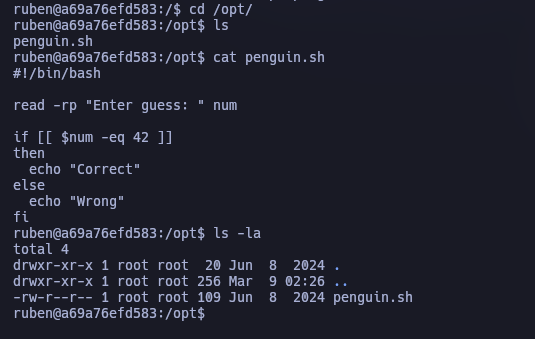 ruben@a69a76efd583:/$ cd /opt/
ruben@a69a76efd583:/opt$ ls
penguin.sh
ruben@a69a76efd583:/opt$ cat penguin.sh
#!/bin/bash

read -rp "Enter guess: " num

if [[ $num -eq 42 ]]
then
  echo "Correct"
else
  echo "Wrong"
fi
ruben@a69a76efd583:/opt$ ls -la
total 4
drwxr-xr-x 1 root root  20 Jun  8  2024 .
drwxr-xr-x 1 root root 256 Mar  9 02:26 ..
-rw-r--r-- 1 root root 109 Jun  8  2024 penguin.sh
ruben@a69a76efd583:/opt$